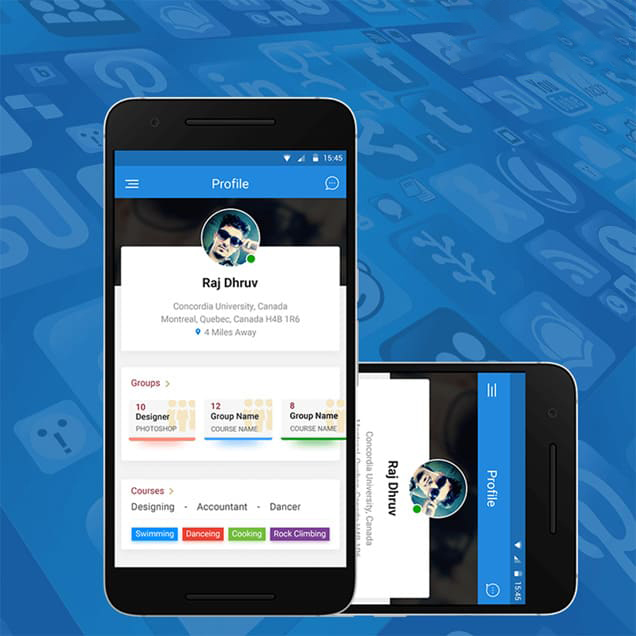 15:45
Profile
Raj Dhruv
Concordia University, Canada
Montreal, Quebec, Canada H4B 1R6
4 Miles Away
Groups >
10
Designer
PHOTOSHOP
12
Group Name
COURSE NAME
8
Group Name
COURSE NAME
Courses >
Designing - Accountant - Dancer
Swimming Danceing Cooking Rock Climbing
15:45
Profile
Raj Dhruv
Concordia University, Canada